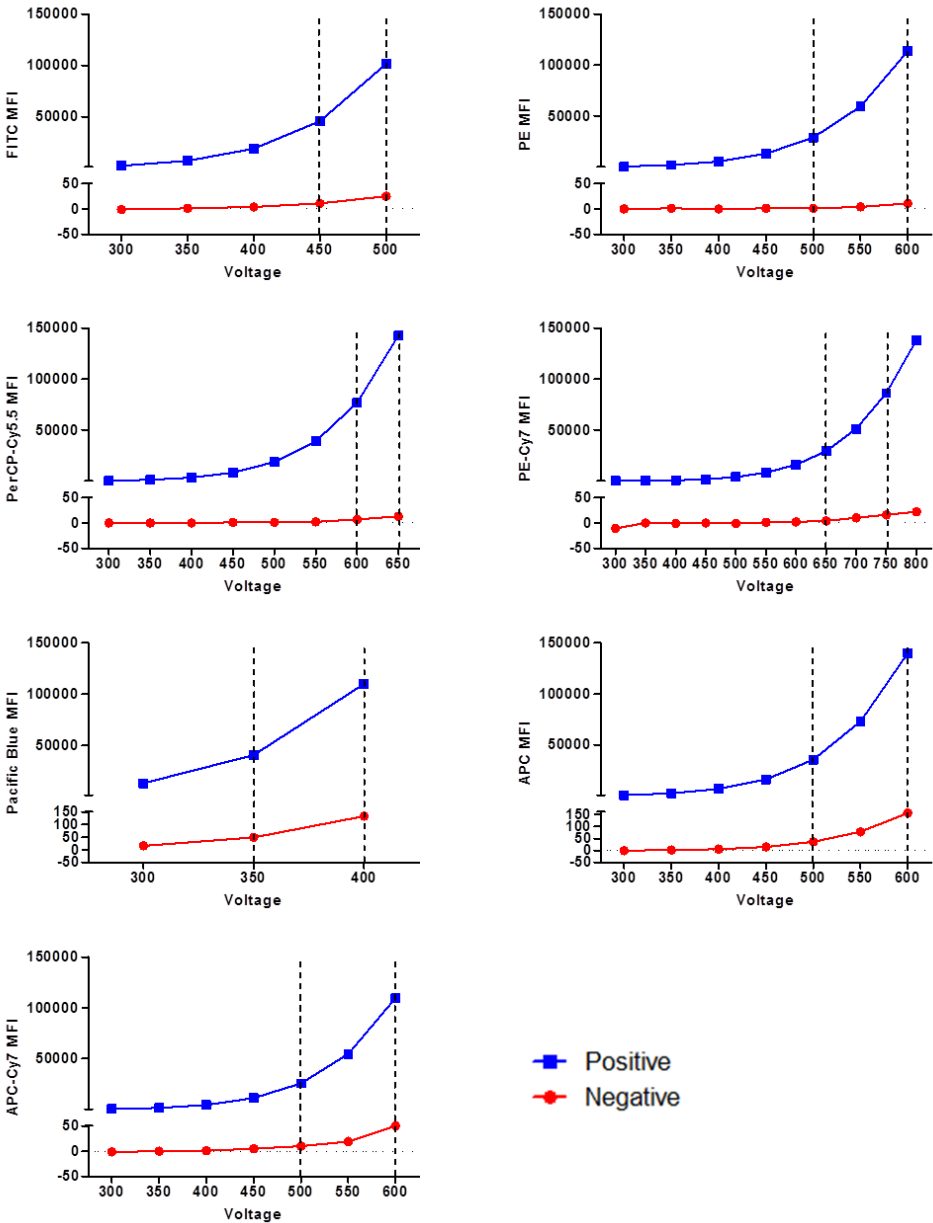 FITC MFI
150000
100000
50000
50
0
-50
300 350 400 450 500
Voltage
PE MFI
150000
100000
50000
50
0
-50
300 350 400 450 500 550 600
Voltage
PerCP-Cy5.5 MFI
150000
100000
50000
50
0
-50
300 350 400 450 500 550 600 650
Voltage
PE-Cy7 MFI
150000
100000
50000
50
0
-50
300 350 400 450 500 550 600 650 700 750 800
Voltage
Pacific Blue MFI
150000
100000
50000
150
100
50
0
-50
300 350 400
Voltage
APC MFI
150000
100000
50000
150
100
50
0
-50
300 350 400 450 500 550 600
Voltage
APC-Cy7 MFI
150000
100000
50000
50
0
-50
300 350 400 450 500 550 600
Voltage
Positive
Negative